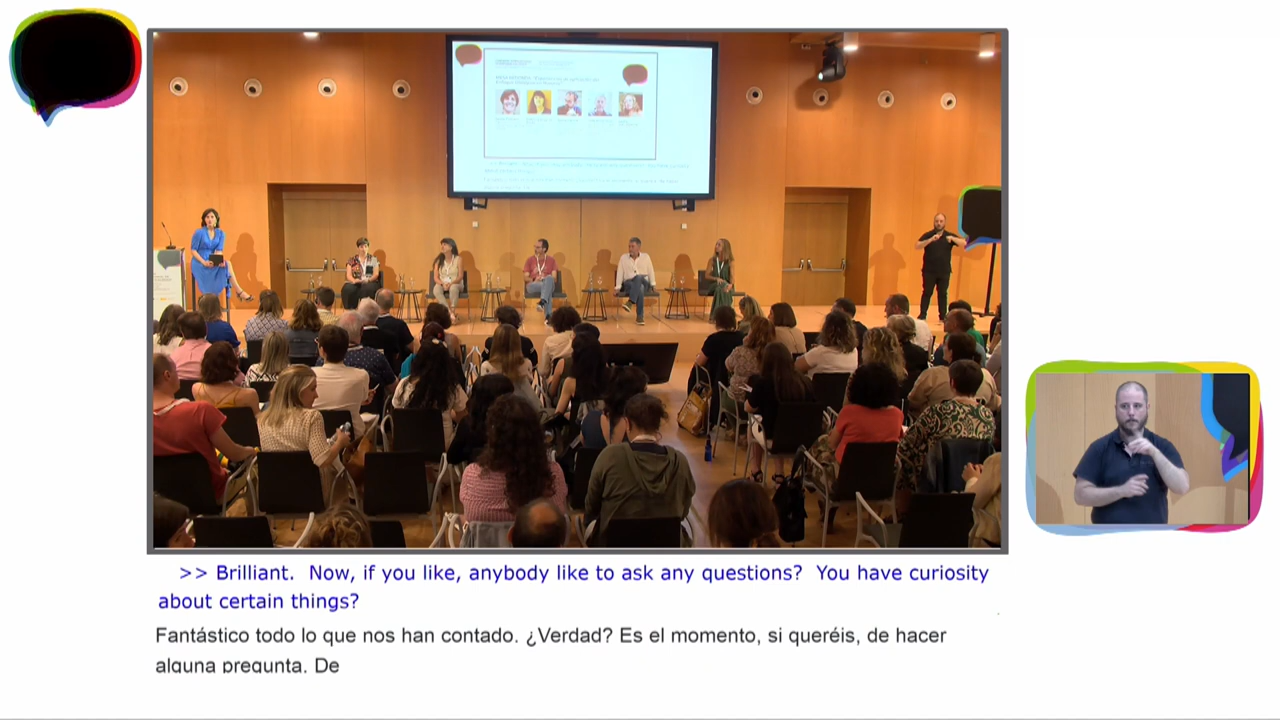 >> Brilliant.  Now, if you like, anybody like to ask any questions?  You have curiosity
about certain things?
Fantástico todo lo que nos han contado. ¿Verdad? Es el momento, si queréis, de hacer
alguna pregunta. De